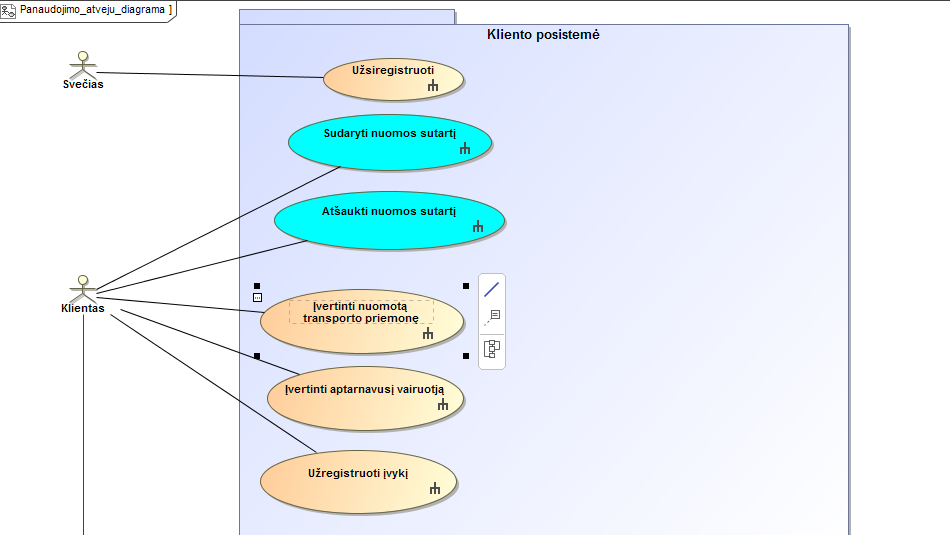 Panaudojimo_atveju_diagrama ]
Kliento posistemė
Svečias
Užsiregistruoti
Sudaryti nuomos sutartį
Atšaukti nuomos sutartį
Klientas
Įvertinti nuomotą
transporto priemonę
Įvertinti aptarnavusį vairuotją
Užregistruoti įvykį